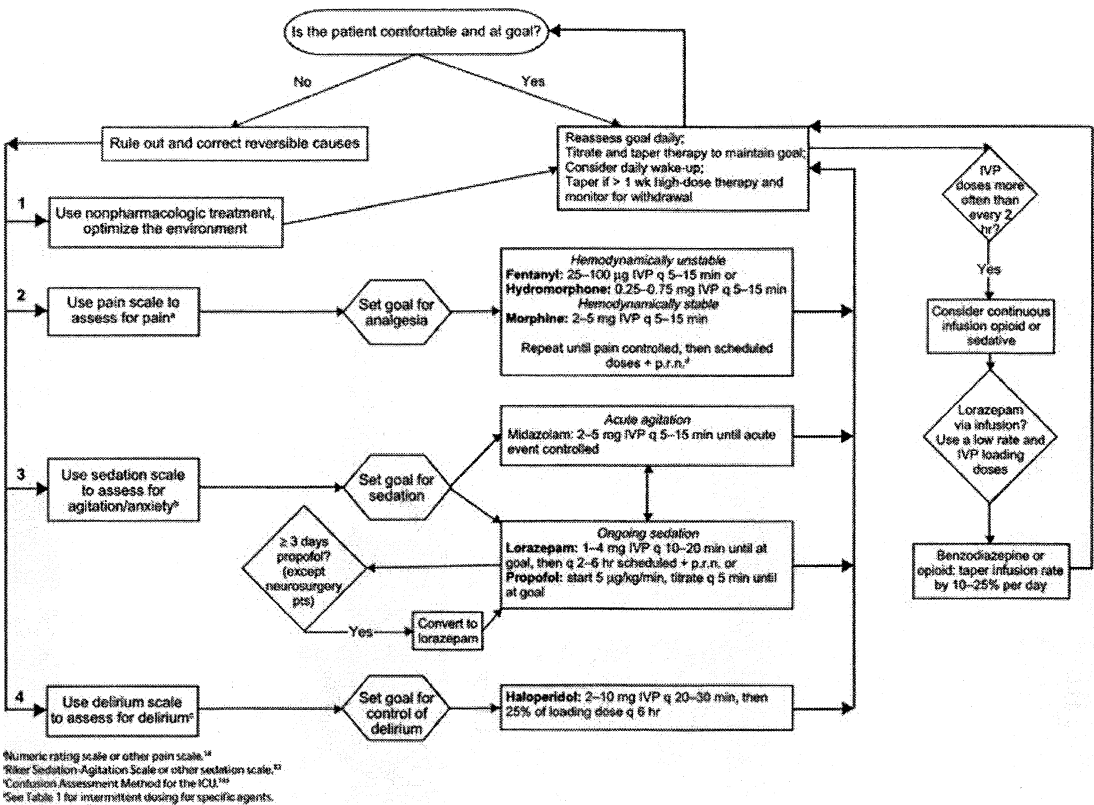 Is the patient comfortable and at goal?
No
Yes
Rule out and correct reversible causes
Reassess goal daily;
Titrate and taper therapy to maintain goal;
Consider daily wake-up;
Taper if > 1 wk high-dose therapy and
monitor for withdrawal
IVP
doses more
often than
every 2
hr?
1
Use nonpharmacologic treatment,
optimize the environment
Yes
2
Use pain scale to
assess for painᵃ
Set goal for
analgesia
Hemodynamically unstable
Fentanyl: 25–100 µg IVP q 5–15 min or
Hydromorphone: 0.25–0.75 mg IVP q 5–15 min
Hemodynamically stable
Morphine: 2–5 mg IVP q 5–15 min
Repeat until pain controlled, then scheduled
doses + p.r.n.ᵈ
Consider continuous
infusion opioid or
sedative
Lorazepam
via infusion?
Use a low rate and
IVP loading
doses
Acute agitation
Midazolam: 2–5 mg IVP q 5–15 min until acute
event controlled
3
Use sedation scale
to assess for
agitation/anxietyᵇ
Set goal for
sedation
≥ 3 days
propofol?
(except
neurosurgery
pts)
Ongoing sedation
Lorazepam: 1–4 mg IVP q 10–20 min until at
goal, then q 2–6 hr scheduled + p.r.n. or
Propofol: start 5 µg/kg/min, titrate q 5 min until
at goal
Benzodiazepine or
opioid: taper infusion rate
by 10–25% per day
Yes
Convert to
lorazepam
4
Use delirium scale
to assess for deliriumᶜ
Set goal for
control of
delirium
Haloperidol: 2–10 mg IVP q 20–30 min, then
25% of loading dose q 6 hr
ᵃNumeric rating scale or other pain scale.
ᵇRiker Sedation-Agitation Scale or other sedation scale.
ᶜConfusion Assessment Method for the ICU.
ᵈSee Table 1 for intermittent dosing for specific agents.